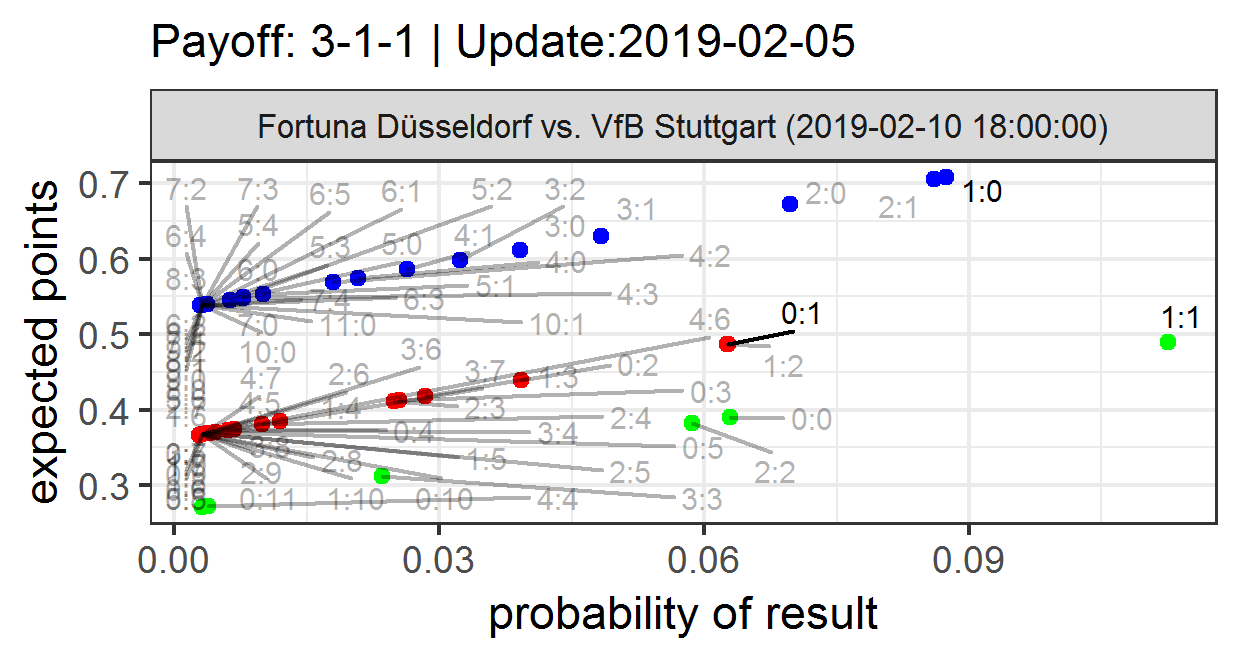 Payoff: 3-1-1 | Update:2019-02-05
Fortuna Düsseldorf vs. VfB Stuttgart (2019-02-10 18:00:00)
expected points
0.7
0.6
0.5
0.4
0.3
7:2 7:3 6:5 6:1 5:2 3:2 3:1 2:0 2:1 1:0
6:4 5:4 5:3 5:0 4:1 3:0
8:3 6:0 4:0 4:2
7:4 6:3 5:1 4:3
7:0 11:0 10:1 4:6 0:1 1:1
10:0 3:6 1:2
4:7 2:6 3:7 1:3 0:2
4:5 1:4 2:3 0:3
0:4 3:4 2:4 0:0
3:8 2:8 1:5 0:5
2:9 2:5 2:2
0:11 1:10 0:10 4:4 3:3
0.00 0.03 0.06 0.09
probability of result